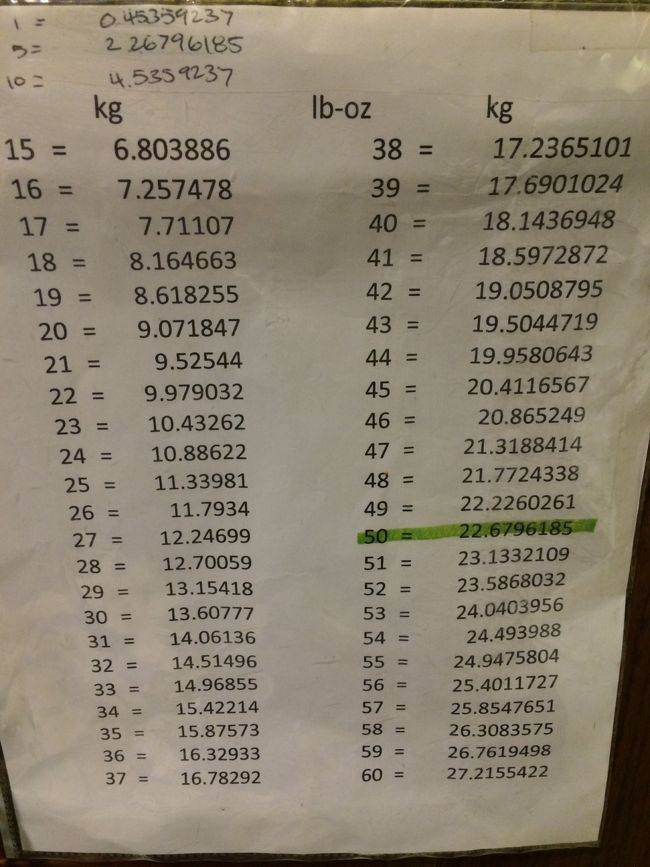 1 = 0.45359237
5 = 2.26796185
10 = 4.5359237
kg lb-oz kg
15 = 6.803886 38 = 17.2365101
16 = 7.257478 39 = 17.6901024
17 = 7.71107 40 = 18.1436948
18 = 8.164663 41 = 18.5972872
19 = 8.618255 42 = 19.0508795
20 = 9.071847 43 = 19.5044719
21 = 9.52544 44 = 19.9580643
22 = 9.979032 45 = 20.4116567
23 = 10.43262 46 = 20.865249
24 = 10.88622 47 = 21.3188414
25 = 11.33981 48 = 21.7724338
26 = 11.7934 49 = 22.2260261
27 = 12.24699 50 = 22.6796185
28 = 12.70059 51 = 23.1332109
29 = 13.15418 52 = 23.5868032
30 = 13.60777 53 = 24.0403956
31 = 14.06136 54 = 24.493988
32 = 14.51496 55 = 24.9475804
33 = 14.96855 56 = 25.4011727
34 = 15.42214 57 = 25.8547651
35 = 15.87573 58 = 26.3083575
36 = 16.32933 59 = 26.7619498
37 = 16.78292 60 = 27.2155422